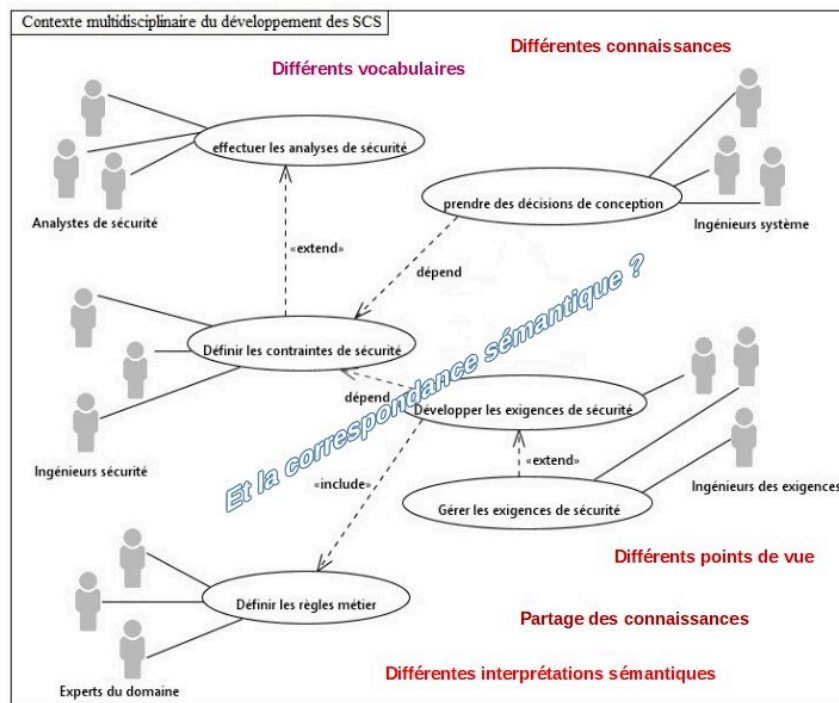 Contexte multidisciplinaire du développement des SCS
Différentes connaissances
Différents vocabulaires
effectuer les analyses de sécurité
prendre des décisions de conception
Analystes de sécurité
Ingénieurs système
«extend»
dépend
Et la correspondance sémantique ?
Définir les contraintes de sécurité
dépend
Développer les exigences de sécurité
Ingénieurs sécurité
«extend»
«include»
Ingénieurs des exigences
Gérer les exigences de sécurité
Différents points de vue
Définir les règles métier
Partage des connaissances
Différentes interprétations sémantiques
Experts du domaine